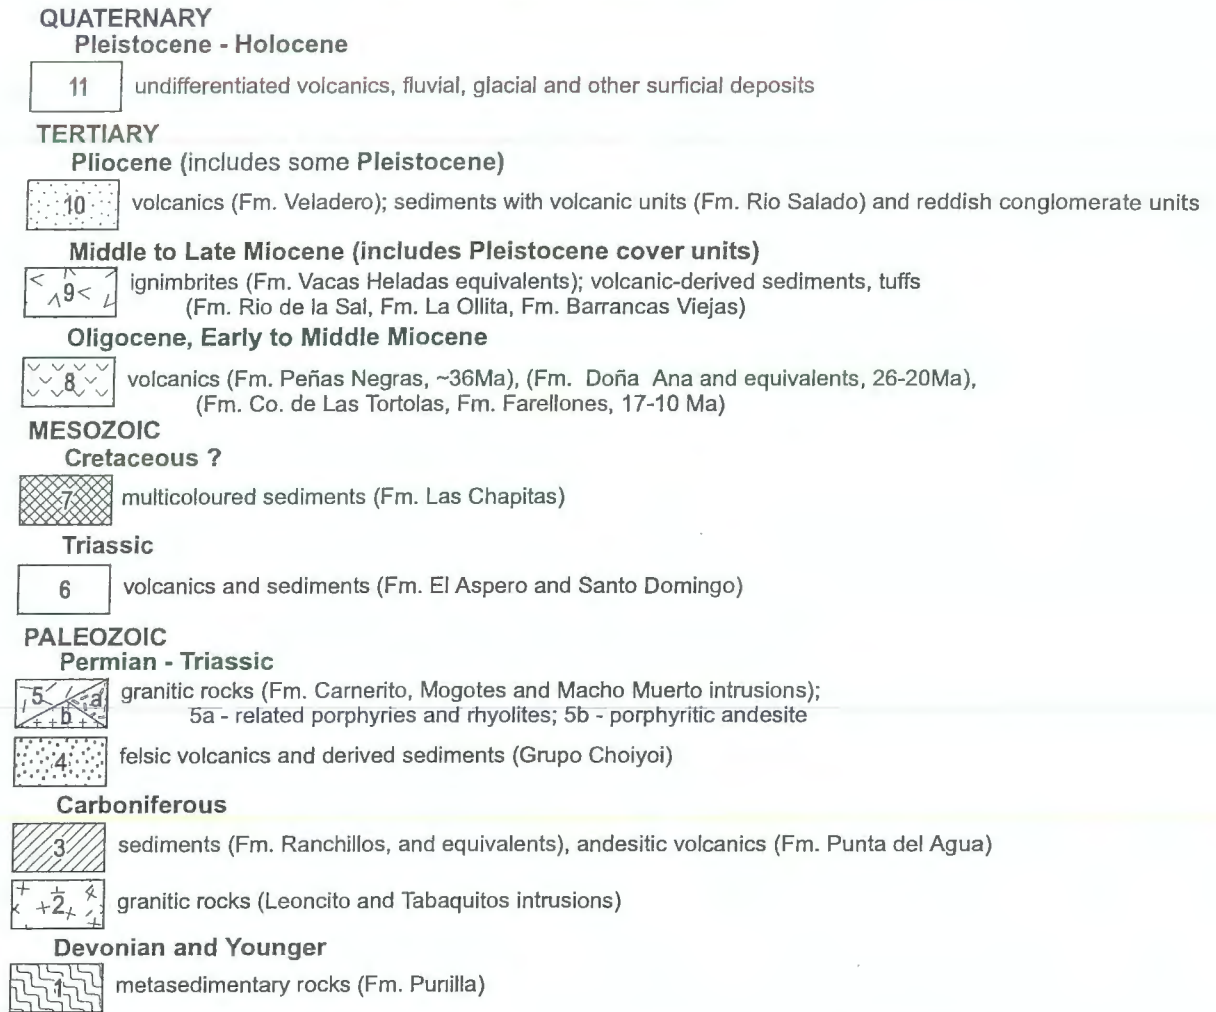 QUATERNARY
Pleistocene - Holocene
11 undifferentiated volcanics, fluvial, glacial and other surficial deposits
TERTIARY
Pliocene (includes some Pleistocene)
10 volcanics (Fm. Veladero); sediments with volcanic units (Fm. Rio Salado) and reddish conglomerate units
Middle to Late Miocene (includes Pleistocene cover units)
9 ignimbrites (Fm. Vacas Heladas equivalents); volcanic-derived sediments, tuffs
(Fm. Rio de la Sal, Fm. La Ollita, Fm. Barrancas Viejas)
Oligocene, Early to Middle Miocene
8 volcanics (Fm. Peñas Negras, ~36Ma), (Fm. Doña Ana and equivalents, 26-20Ma),
(Fm. Co. de Las Tortolas, Fm. Farellones, 17-10 Ma)
MESOZOIC
Cretaceous ?
7 multicoloured sediments (Fm. Las Chapitas)
Triassic
6 volcanics and sediments (Fm. El Aspero and Santo Domingo)
PALEOZOIC
Permian - Triassic
5 a b granitic rocks (Fm. Carnerito, Mogotes and Macho Muerto intrusions);
5a - related porphyries and rhyolites; 5b - porphyritic andesite
4 felsic volcanics and derived sediments (Grupo Choiyoi)
Carboniferous
3 sediments (Fm. Ranchillos, and equivalents), andesitic volcanics (Fm. Punta del Agua)
2 granitic rocks (Leoncito and Tabaquitos intrusions)
Devonian and Younger
1 metasedimentary rocks (Fm. Punilla)